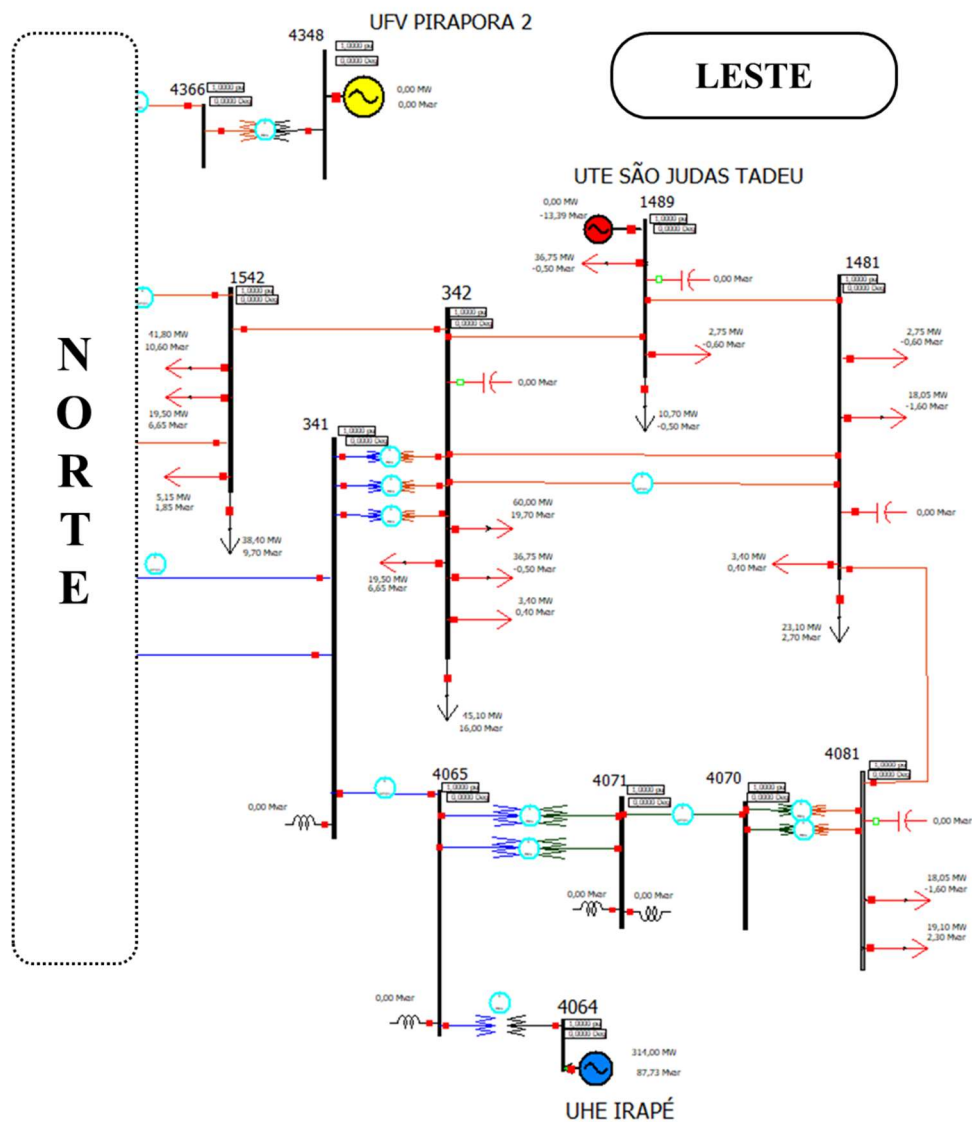 UFV PIRAPORA 2
4348
1,0000 pu
0,0000 Deg
0,00 MW
0,00 Mvar
4366
1,0000 pu
0,0000 Deg
LESTE
UTE SÃO JUDAS TADEU
1489
1,0000 pu
0,0000 Deg
0,00 MW
-13,39 Mvar
36,75 MW
-0,50 Mvar
0,00 Mvar
2,75 MW
-0,60 Mvar
10,70 MW
-0,50 Mvar
1481
1,0000 pu
0,0000 Deg
2,75 MW
-0,60 Mvar
18,05 MW
-1,60 Mvar
0,00 Mvar
3,40 MW
0,40 Mvar
23,10 MW
2,70 Mvar
NORTE
1542
1,0000 pu
0,0000 Deg
41,80 MW
10,60 Mvar
19,50 MW
6,65 Mvar
5,15 MW
1,85 Mvar
38,40 MW
9,70 Mvar
342
1,0000 pu
0,0000 Deg
0,00 Mvar
60,00 MW
19,70 Mvar
19,50 MW
6,65 Mvar
36,75 MW
-0,50 Mvar
3,40 MW
0,40 Mvar
45,10 MW
16,00 Mvar
341
1,0000 pu
0,0000 Deg
0,00 Mvar
4065
1,0000 pu
0,0000 Deg
0,00 Mvar
4071
1,0000 pu
0,0000 Deg
0,00 Mvar
0,00 Mvar
4070
1,0000 pu
0,0000 Deg
4081
1,0000 pu
0,0000 Deg
0,00 Mvar
18,05 MW
-1,60 Mvar
19,10 MW
2,30 Mvar
4064
1,0000 pu
0,0000 Deg
314,00 MW
87,73 Mvar
UHE IRAPÉ